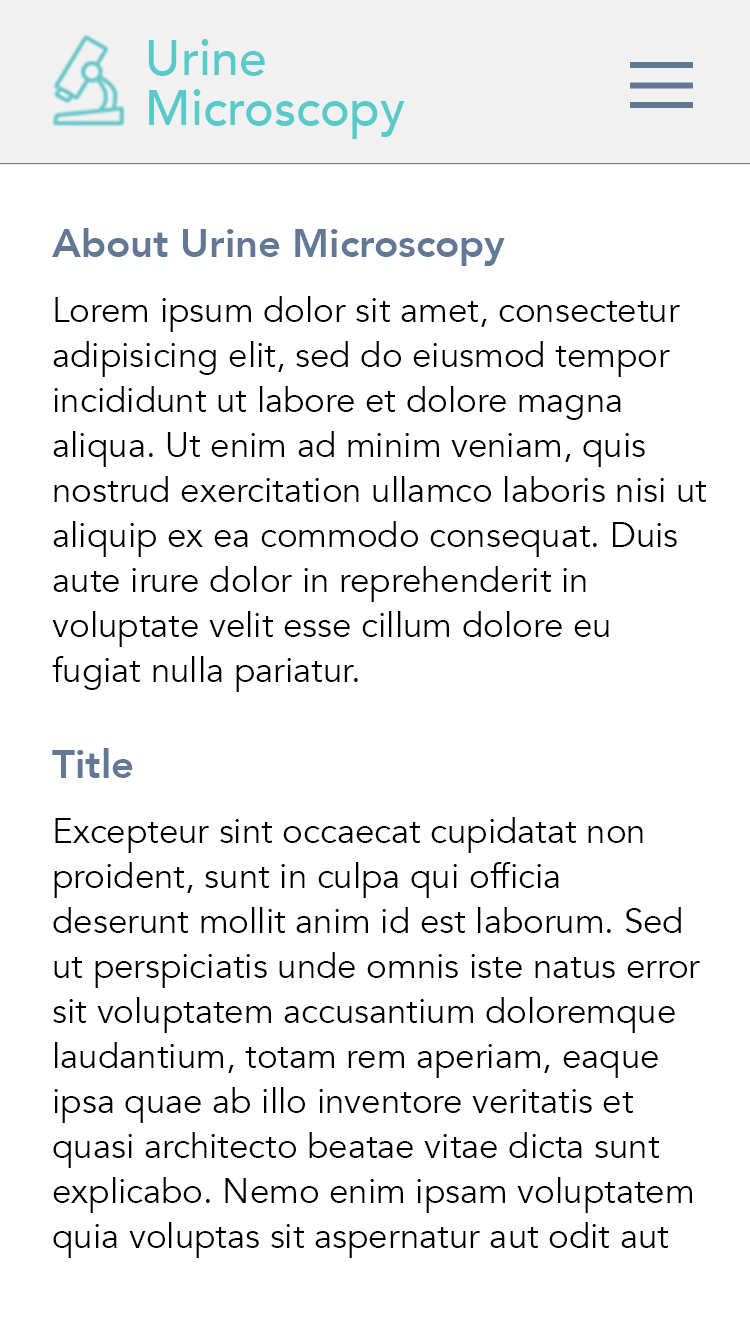 Urine
Microscopy
About Urine Microscopy
Lorem ipsum dolor sit amet, consectetur
adipisicing elit, sed do eiusmod tempor
incididunt ut labore et dolore magna
aliqua. Ut enim ad minim veniam, quis
nostrud exercitation ullamco laboris nisi ut
aliquip ex ea commodo consequat. Duis
aute irure dolor in reprehenderit in
voluptate velit esse cillum dolore eu
fugiat nulla pariatur.
Title
Excepteur sint occaecat cupidatat non
proident, sunt in culpa qui officia
deserunt mollit anim id est laborum. Sed
ut perspiciatis unde omnis iste natus error
sit voluptatem accusantium doloremque
laudantium, totam rem aperiam, eaque
ipsa quae ab illo inventore veritatis et
quasi architecto beatae vitae dicta sunt
explicabo. Nemo enim ipsam voluptatem
quia voluptas sit aspernatur aut odit aut